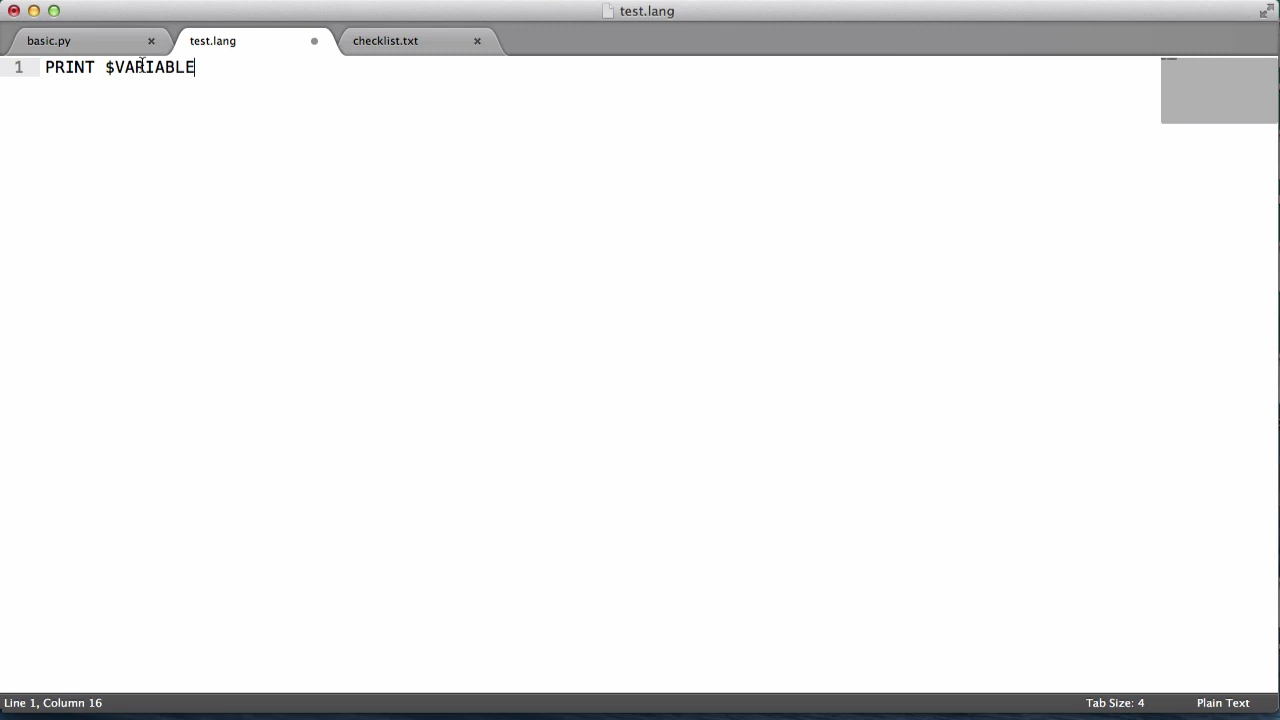 test.lang
basic.py
test.lang
checklist.txt
1 PRINT $VARIABLE
Line 1, Column 16
Tab Size: 4
Plain Text